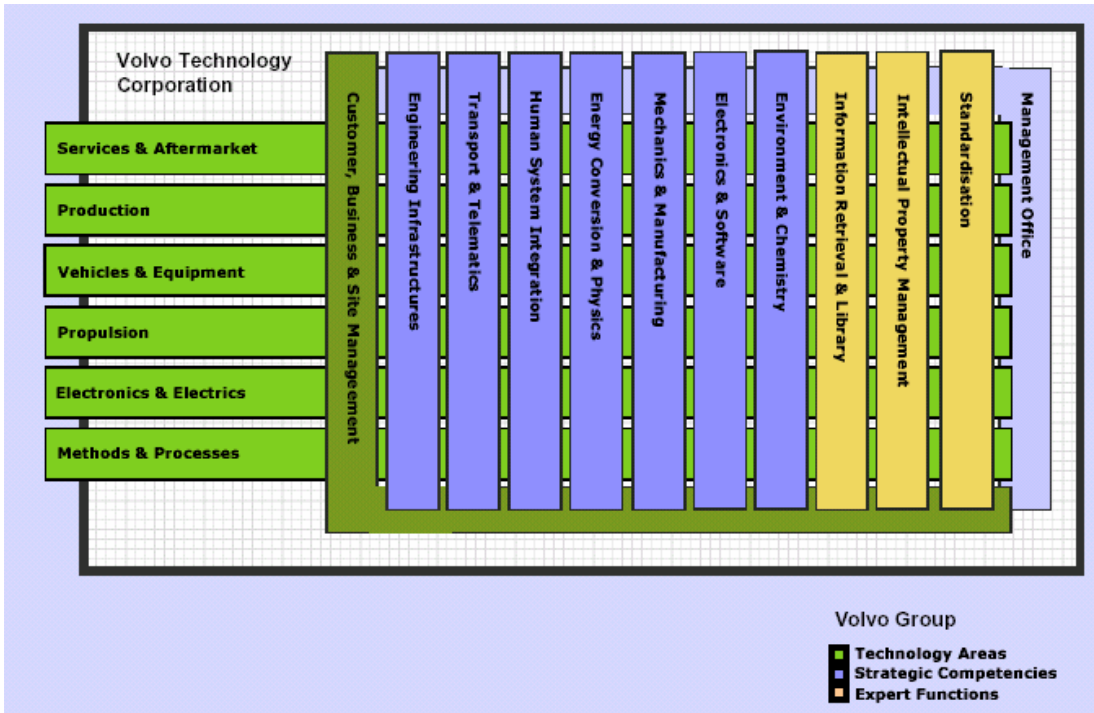 Volvo Technology
Corporation
Services & Aftermarket
Production
Vehicles & Equipment
Propulsion
Electronics & Electrics
Methods & Processes
Customer, Business & Site Manageement
Engineering Infrastructures
Transport & Telematics
Human System Integration
Energy Conversion & Physics
Mechanics & Manufacturing
Electronics & Software
Environment & Chemistry
Information Retrieval & Library
Intellectual Property Management
Standardisation
Management Office
Volvo Group
Technology Areas
Strategic Competencies
Expert Functions